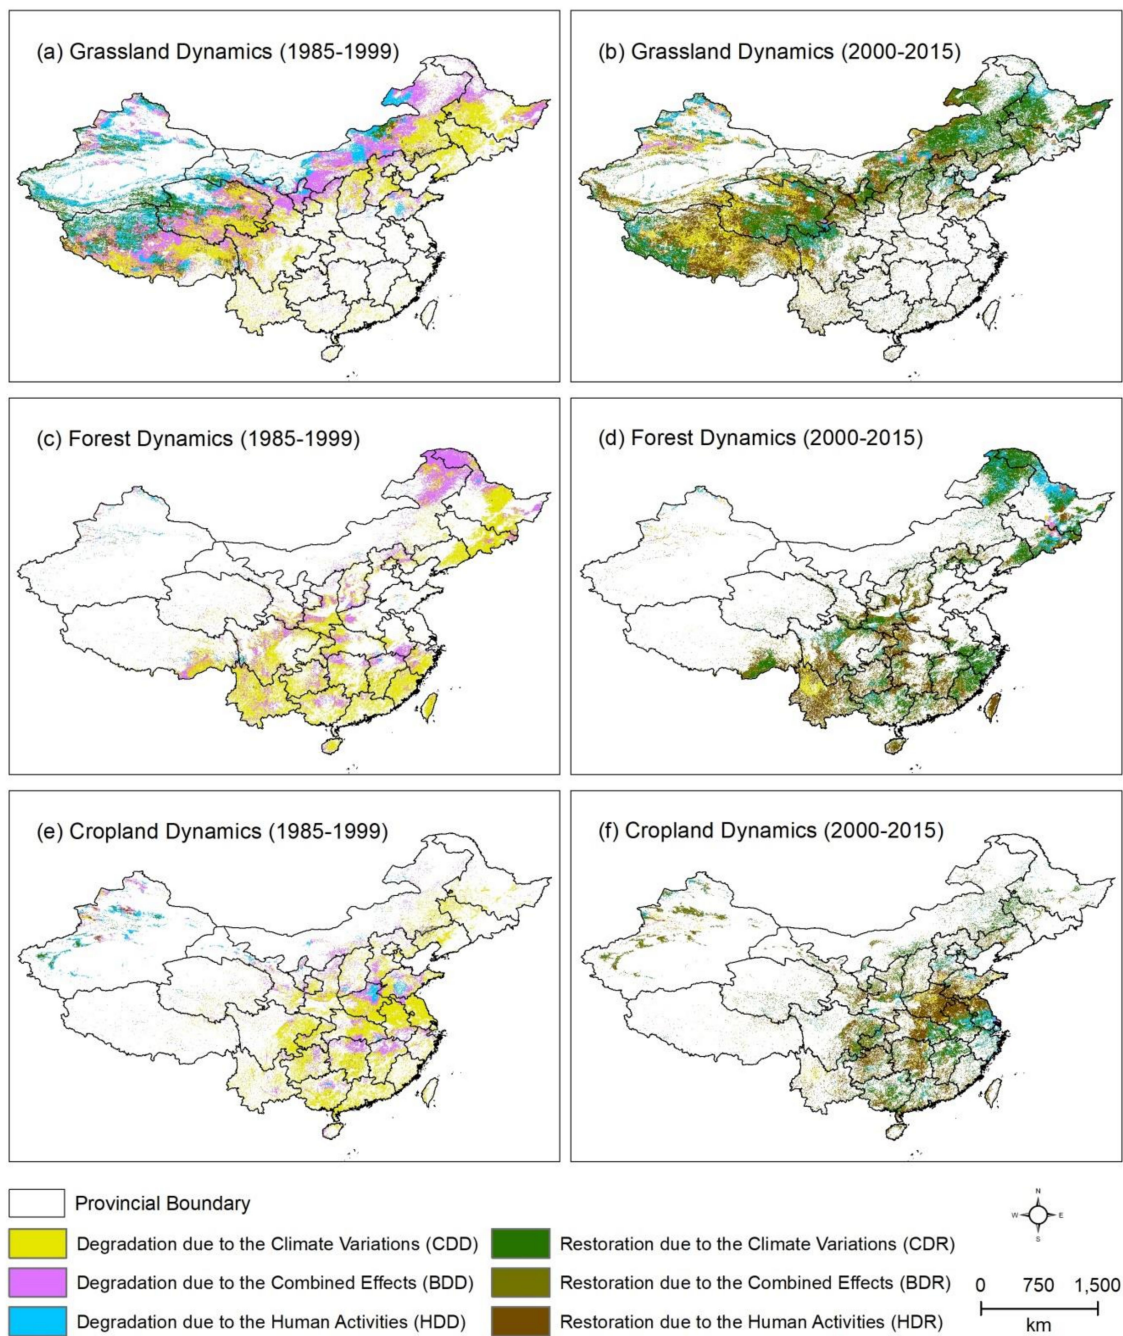 (a) Grassland Dynamics (1985-1999)
(b) Grassland Dynamics (2000-2015)
(c) Forest Dynamics (1985-1999)
(d) Forest Dynamics (2000-2015)
(e) Cropland Dynamics (1985-1999)
(f) Cropland Dynamics (2000-2015)
Provincial Boundary
Degradation due to the Climate Variations (CDD)
Degradation due to the Combined Effects (BDD)
Degradation due to the Human Activities (HDD)
Restoration due to the Climate Variations (CDR)
Restoration due to the Combined Effects (BDR)
Restoration due to the Human Activities (HDR)
N
W E
S
0 750 1,500
km